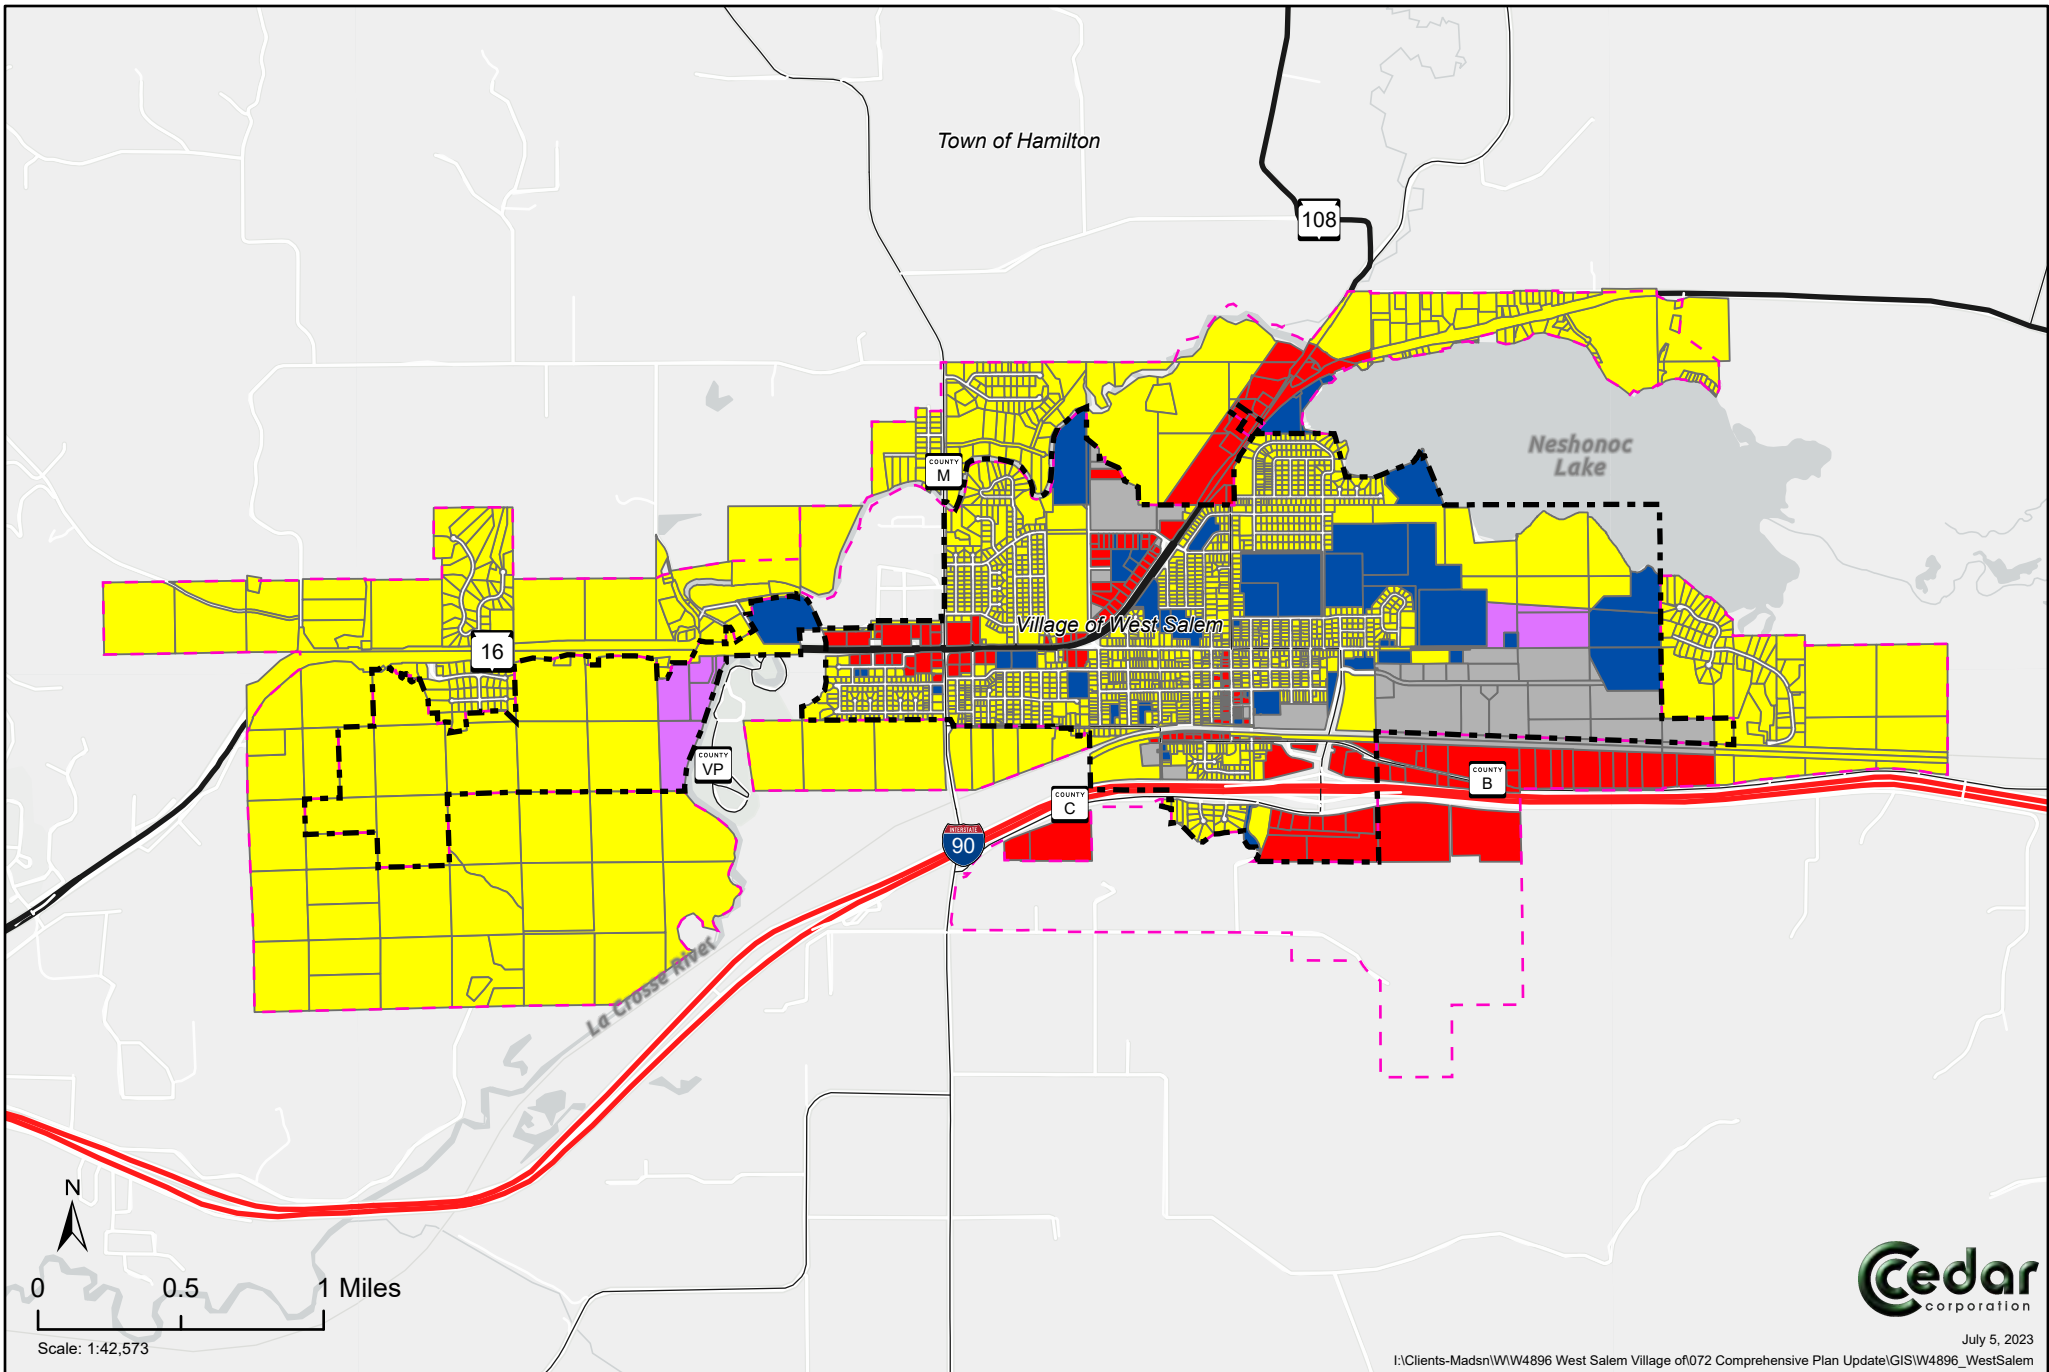 Town of Hamilton
108
Neshonoc
Lake
COUNTY
M
Village of West Salem
16
COUNTY
VP
COUNTY
B
COUNTY
C
INTERSTATE
90
La Crosse River
N
0 0.5 1 Miles
Scale: 1:42,573
Cedar
corporation
July 5, 2023
I:\Clients-Madsn\W\W4896 West Salem Village of\072 Comprehensive Plan Update\GIS\W4896_WestSalem